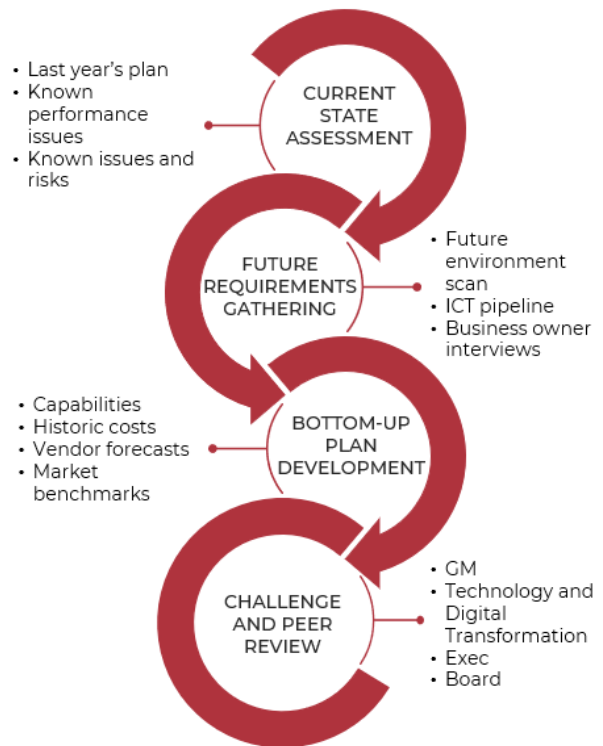 • Last year's plan
• Known
performance
issues
• Known issues and
risks
CURRENT
STATE
ASSESSMENT
FUTURE
REQUIREMENTS
GATHERING
• Future
environment
scan
• ICT pipeline
• Business owner
interviews
• Capabilities
• Historic costs
• Vendor forecasts
• Market
benchmarks
BOTTOM-UP
PLAN
DEVELOPMENT
CHALLENGE
AND PEER
REVIEW
• GM
• Technology and
Digital
Transformation
• Exec
• Board